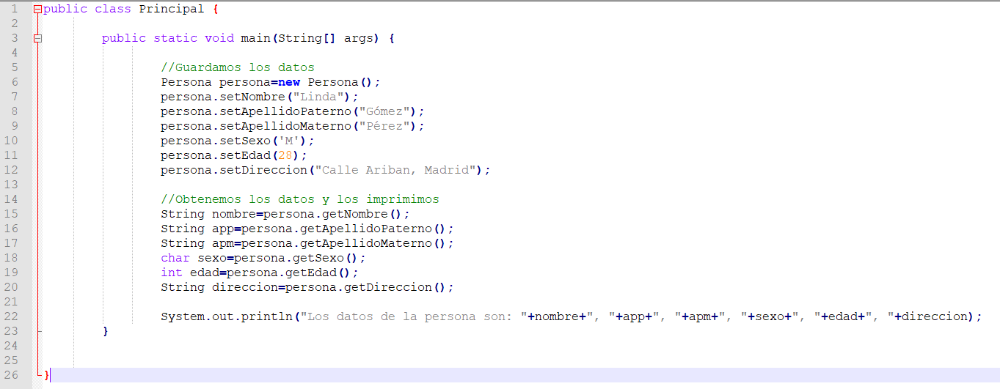 1 public class Principal {
2
3 public static void main(String[] args) {
4
5 //Guardamos los datos
6 Persona persona=new Persona();
7 persona.setNombre("Linda");
8 persona.setApellidoPaterno("Gómez");
9 persona.setApellidoMaterno("Pérez");
10 persona.setSexo('M');
11 persona.setEdad(28);
12 persona.setDireccion("Calle Ariban, Madrid");
13
14 //Obtenemos los datos y los imprimimos
15 String nombre=persona.getNombre();
16 String app=persona.getApellidoPaterno();
17 String apm=persona.getApellidoMaterno();
18 char sexo=persona.getSexo();
19 int edad=persona.getEdad();
20 String direccion=persona.getDireccion();
21
22 System.out.println("Los datos de la persona son: "+nombre+", "+app+", "+apm+", "+sexo+", "+edad+", "+direccion);
23 }
24
25
26 }